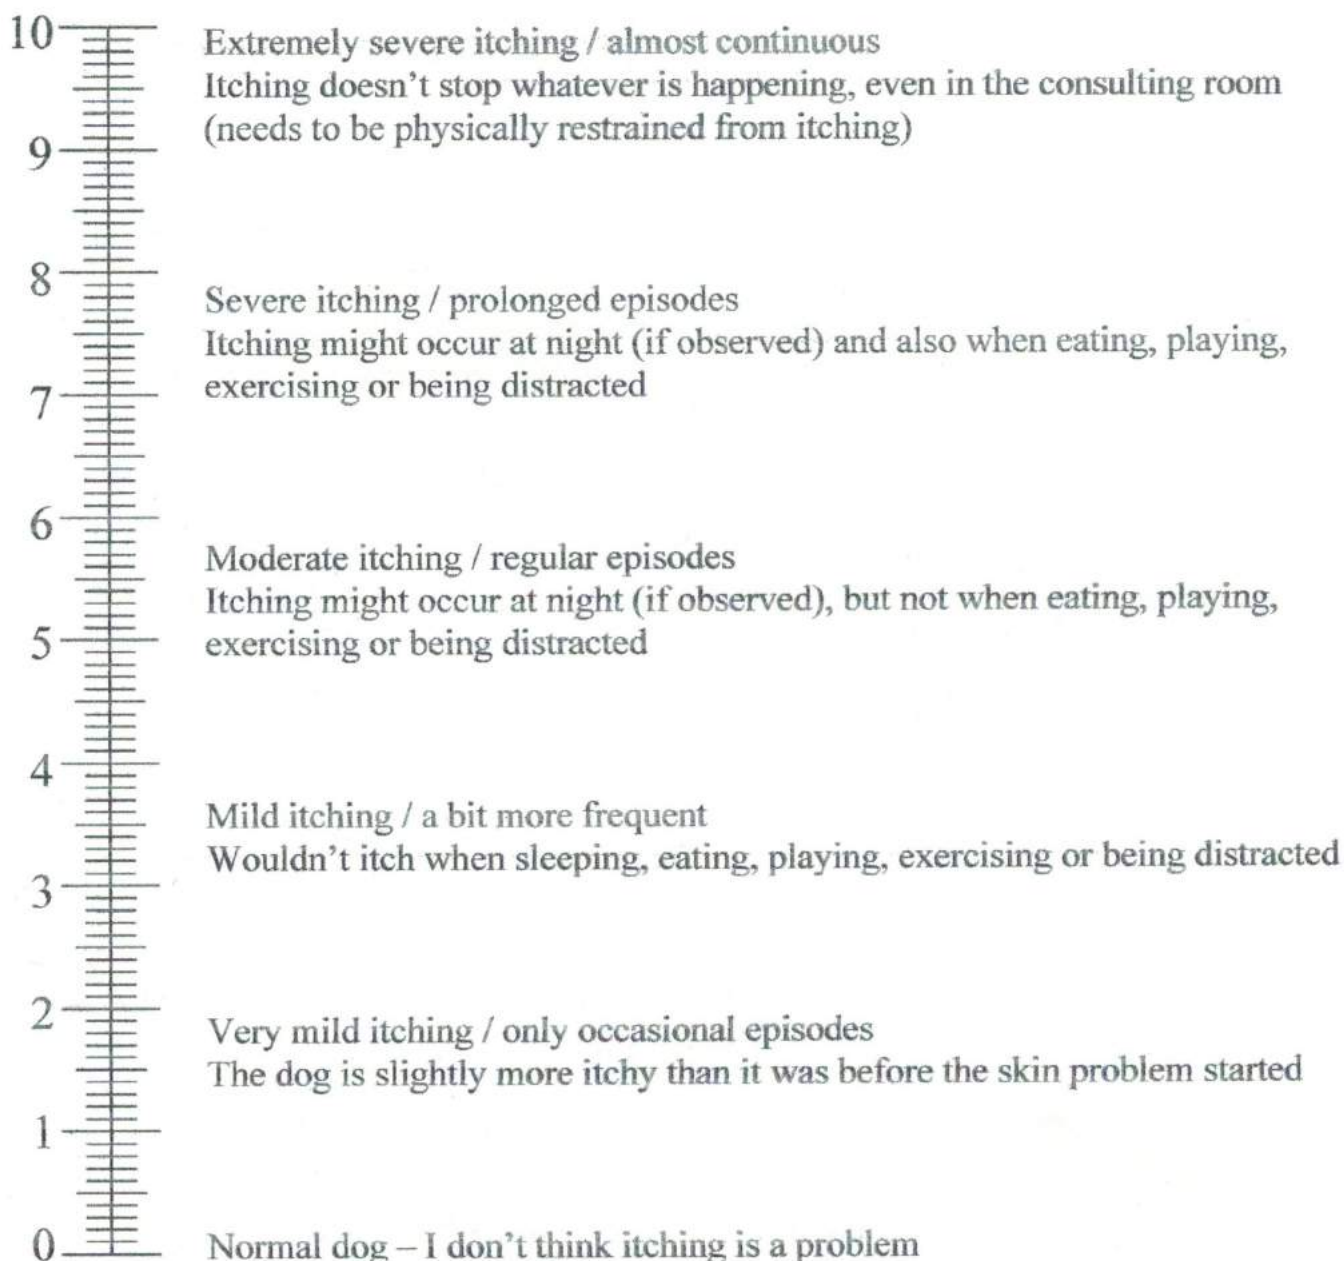 10
Extremely severe itching / almost continuous
Itching doesn't stop whatever is happening, even in the consulting room
(needs to be physically restrained from itching)
9
8
Severe itching / prolonged episodes
Itching might occur at night (if observed) and also when eating, playing,
exercising or being distracted
7
6
Moderate itching / regular episodes
Itching might occur at night (if observed), but not when eating, playing,
exercising or being distracted
5
4
Mild itching / a bit more frequent
Wouldn't itch when sleeping, eating, playing, exercising or being distracted
3
2
Very mild itching / only occasional episodes
The dog is slightly more itchy than it was before the skin problem started
1
0
Normal dog – I don't think itching is a problem